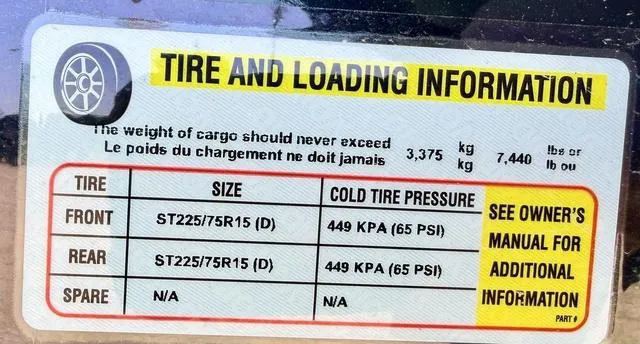 TIRE AND LOADING INFORMATION
The weight of cargo should never exceed 3,375 kg 7,440 lbs or
Le poids du chargement ne doit jamais kg lb ou
TIRE SIZE COLD TIRE PRESSURE
FRONT ST225/75R15 (D) 449 KPA (65 PSI)
REAR ST225/75R15 (D) 449 KPA (65 PSI)
SPARE N/A N/A
SEE OWNER'S
MANUAL FOR
ADDITIONAL
INFORMATION
PART #